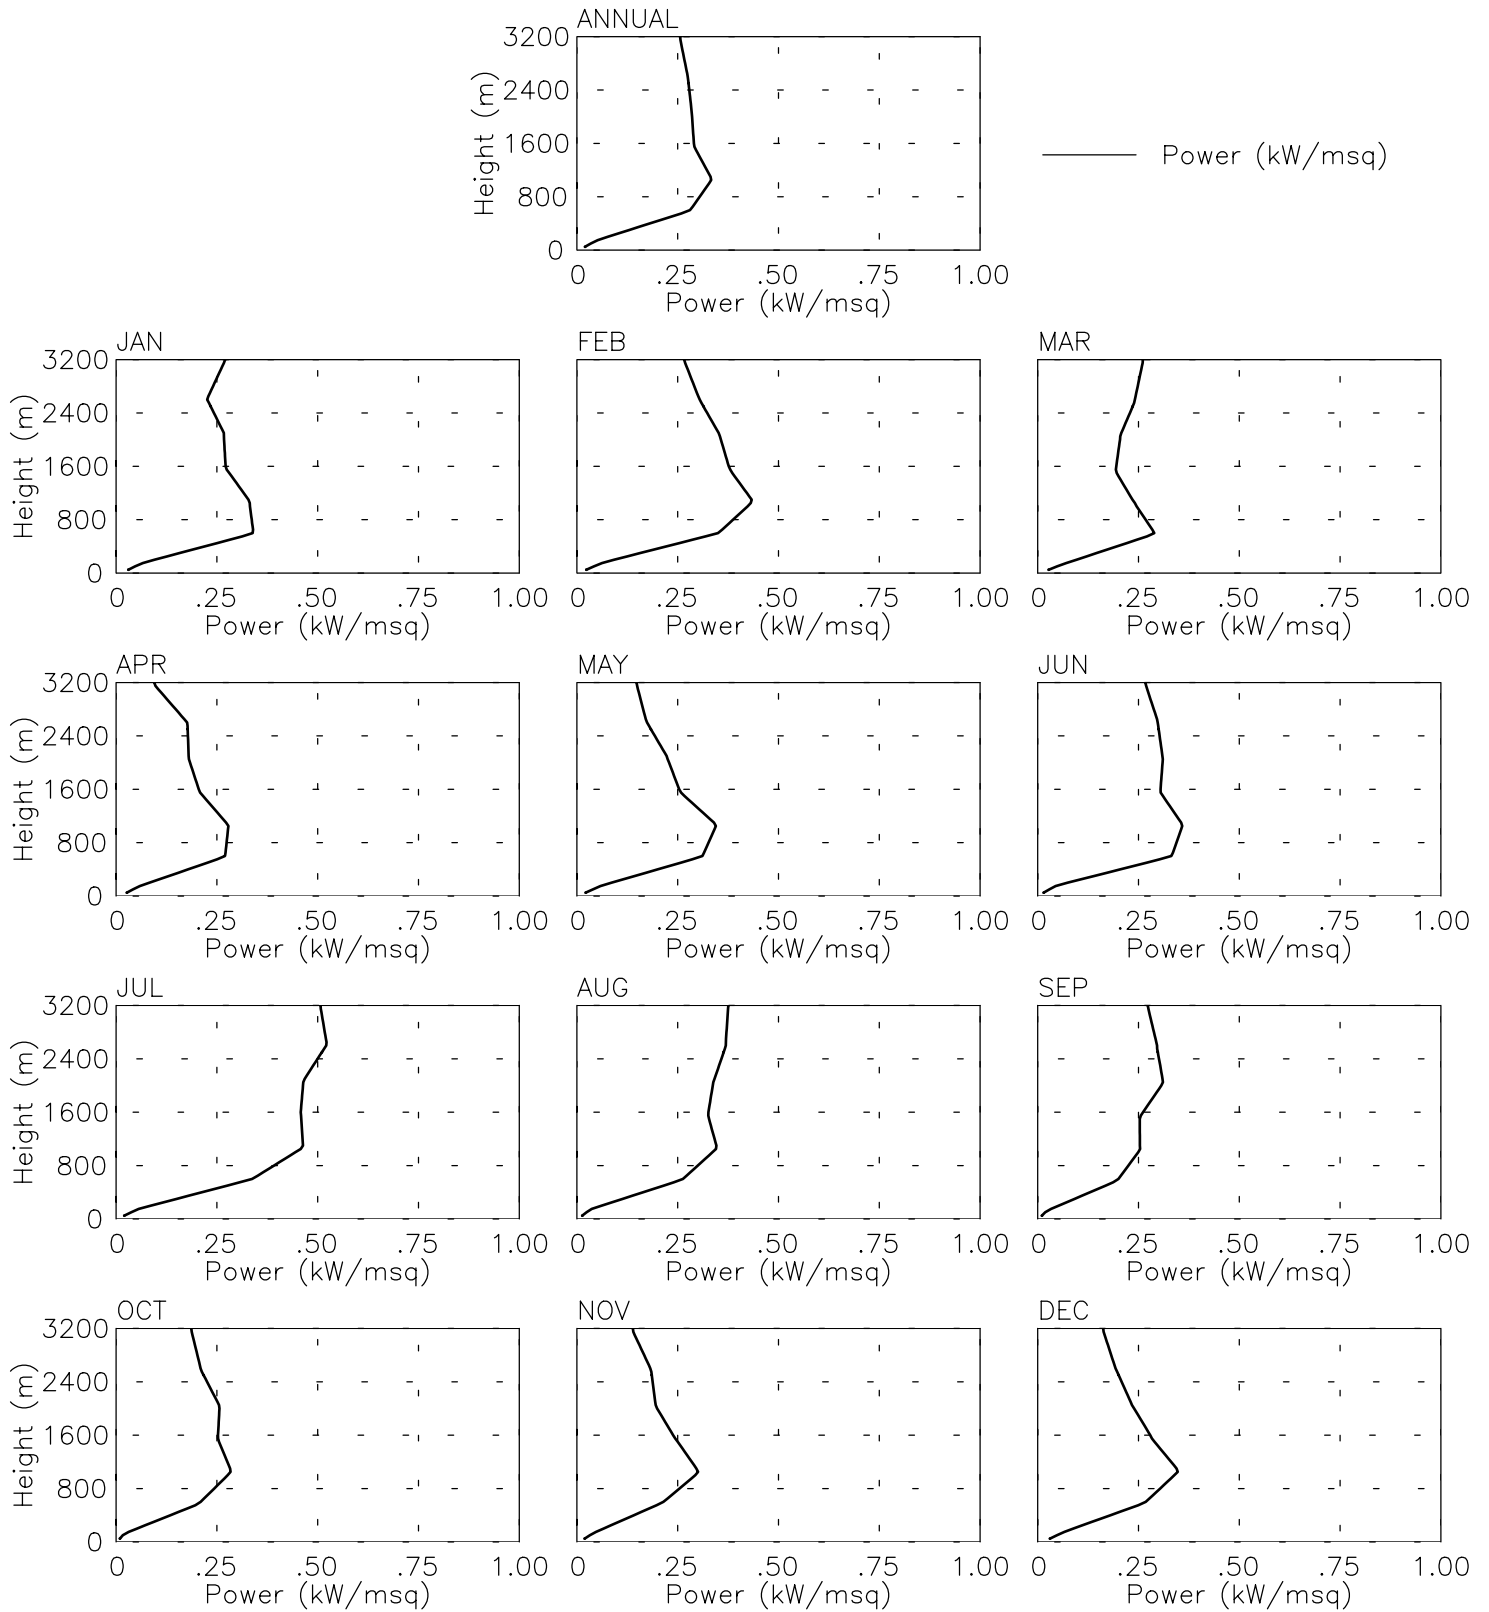 ANNUAL
3200
2400
1600
800
0
Height (m)
0 .25 .50 .75 1.00
Power (kW/msq)
Power (kW/msq)
JAN FEB MAR
3200
2400
1600
800
0
Height (m)
0 .25 .50 .75 1.00 0 .25 .50 .75 1.00 0 .25 .50 .75 1.00
Power (kW/msq) Power (kW/msq) Power (kW/msq)
APR MAY JUN
3200
2400
1600
800
0
Height (m)
0 .25 .50 .75 1.00 0 .25 .50 .75 1.00 0 .25 .50 .75 1.00
Power (kW/msq) Power (kW/msq) Power (kW/msq)
JUL AUG SEP
3200
2400
1600
800
0
Height (m)
0 .25 .50 .75 1.00 0 .25 .50 .75 1.00 0 .25 .50 .75 1.00
Power (kW/msq) Power (kW/msq) Power (kW/msq)
OCT NOV DEC
3200
2400
1600
800
0
Height (m)
0 .25 .50 .75 1.00 0 .25 .50 .75 1.00 0 .25 .50 .75 1.00
Power (kW/msq) Power (kW/msq) Power (kW/msq)